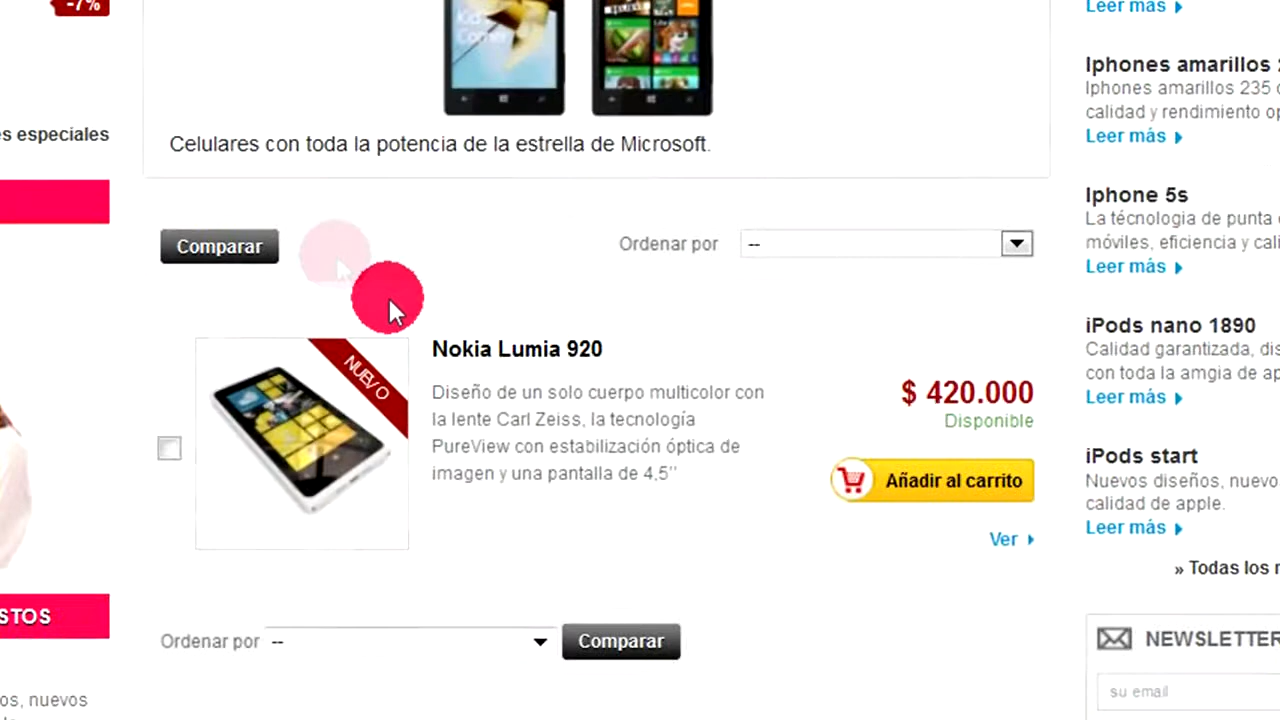 -7%
es especiales
STOS
os, nuevos
Celulares con toda la potencia de la estrella de Microsoft.
Comparar
Ordenar por --
NUEVO
Nokia Lumia 920
Diseño de un solo cuerpo multicolor con
la lente Carl Zeiss, la tecnología
PureView con estabilización óptica de
imagen y una pantalla de 4,5''
$ 420.000
Disponible
Añadir al carrito
Ver
Ordenar por --
Comparar
Leer más
Iphones amarillos
Iphones amarillos 235
calidad y rendimiento op
Leer más
Iphone 5s
La técnologia de punta
móviles, eficiencia y cali
Leer más
iPods nano 1890
Calidad garantizada, dis
con toda la amgia de ap
Leer más
iPods start
Nuevos diseños, nuevo
calidad de apple.
Leer más
» Todas los
NEWSLETTER
su email